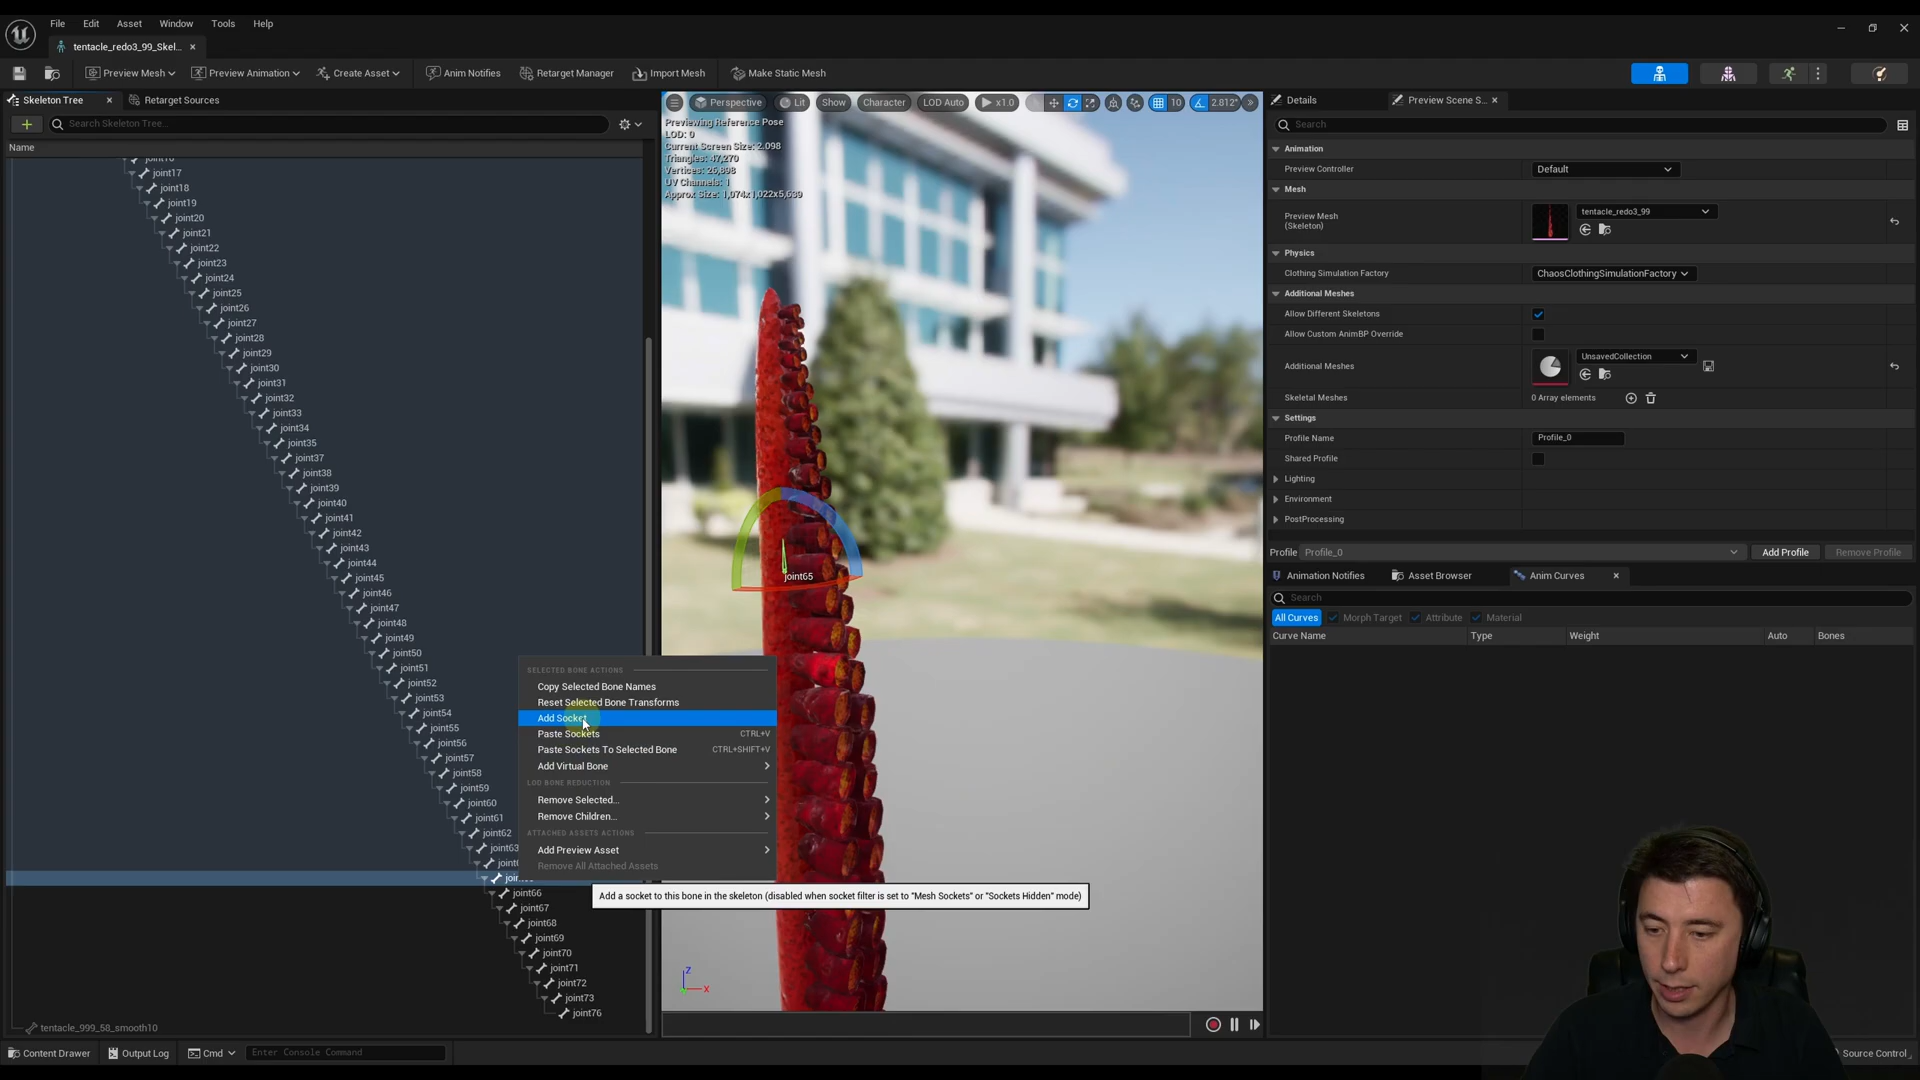 File Edit Asset Window Tools Help
tentacle_redo3_99_Skel...
Preview Mesh Preview Animation Create Asset Anim Notifies Retarget Manager Import Mesh Make Static Mesh
Skeleton Tree Retarget Sources
Search Skeleton Tree...
Name
joint16
joint17
joint18
joint19
joint20
joint21
joint22
joint23
joint24
joint25
joint26
joint27
joint28
joint29
joint30
joint31
joint32
joint33
joint34
joint35
joint37
joint38
joint39
joint40
joint41
joint42
joint43
joint44
joint45
joint46
joint47
joint48
joint49
joint50
joint51
joint52
joint53
joint54
joint55
joint56
joint57
joint58
joint59
joint60
joint61
joint62
joint63
joint66
joint67
joint68
joint69
joint70
joint71
joint72
joint73
joint76
tentacle_999_58_smooth10
SELECTED BONE ACTIONS
Copy Selected Bone Names
Reset Selected Bone Transforms
Add Socket
Paste Sockets CTRL+V
Paste Sockets To Selected Bone CTRL+SHIFT+V
Add Virtual Bone
LOD BONE REDUCTION
Remove Selected...
Remove Children...
ATTACHED ASSETS ACTIONS
Add Preview Asset
Remove All Attached Assets
Add a socket to this bone in the skeleton (disabled when socket filter is set to "Mesh Sockets" or "Sockets Hidden" mode)
Perspective Lit Show Character LOD Auto x1.0 10 2.812°
Previewing Reference Pose
LOD: 0
Current Screen Size: 2.098
Triangles: 47,270
Vertices: 26,898
UV Channels: 1
Approx Size: 1,074x1,022x5,639
joint65
Z
X
Details Preview Scene S...
Search
Animation
Preview Controller Default
Mesh
Preview Mesh (Skeleton) tentacle_redo3_99
Physics
Clothing Simulation Factory ChaosClothingSimulationFactory
Additional Meshes
Allow Different Skeletons
Allow Custom AnimBP Override
Additional Meshes UnsavedCollection
Skeletal Meshes 0 Array elements
Settings
Profile Name Profile_0
Shared Profile
Lighting
Environment
PostProcessing
Profile Profile_0 Add Profile Remove Profile
Animation Notifies Asset Browser Anim Curves
Search
All Curves Morph Target Attribute Material
Curve Name Type Weight Auto Bones
Content Drawer Output Log Cmd Enter Console Command
Source Control